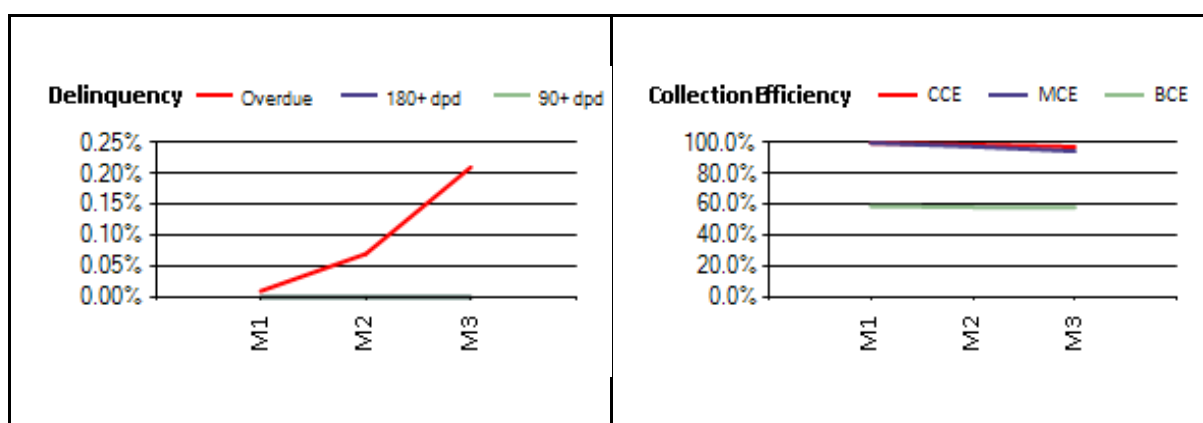 Delinquency Overdue 180+ dpd 90+ dpd
0.25%
0.20%
0.15%
0.10%
0.05%
0.00%
M1
M2
M3
CollectionEfficiency CCE MCE BCE
100.0%
80.0%
60.0%
40.0%
20.0%
0.0%
M1
M2
M3